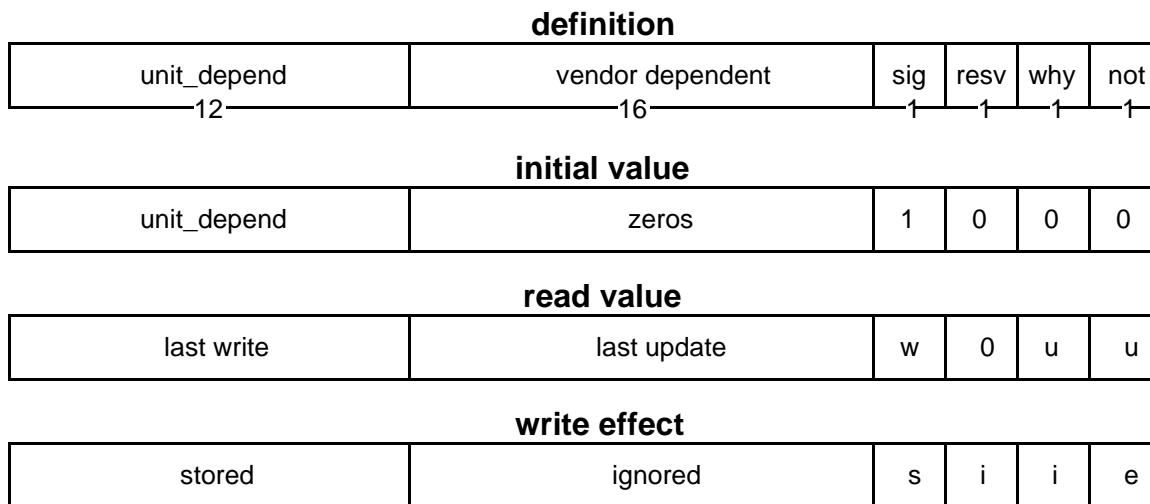 definition
unit_depend vendor dependent sig resv why not
12 16 1 1 1 1
initial value
unit_depend zeros 1 0 0 0
read value
last write last update w 0 u u
write effect
stored ignored s i i e